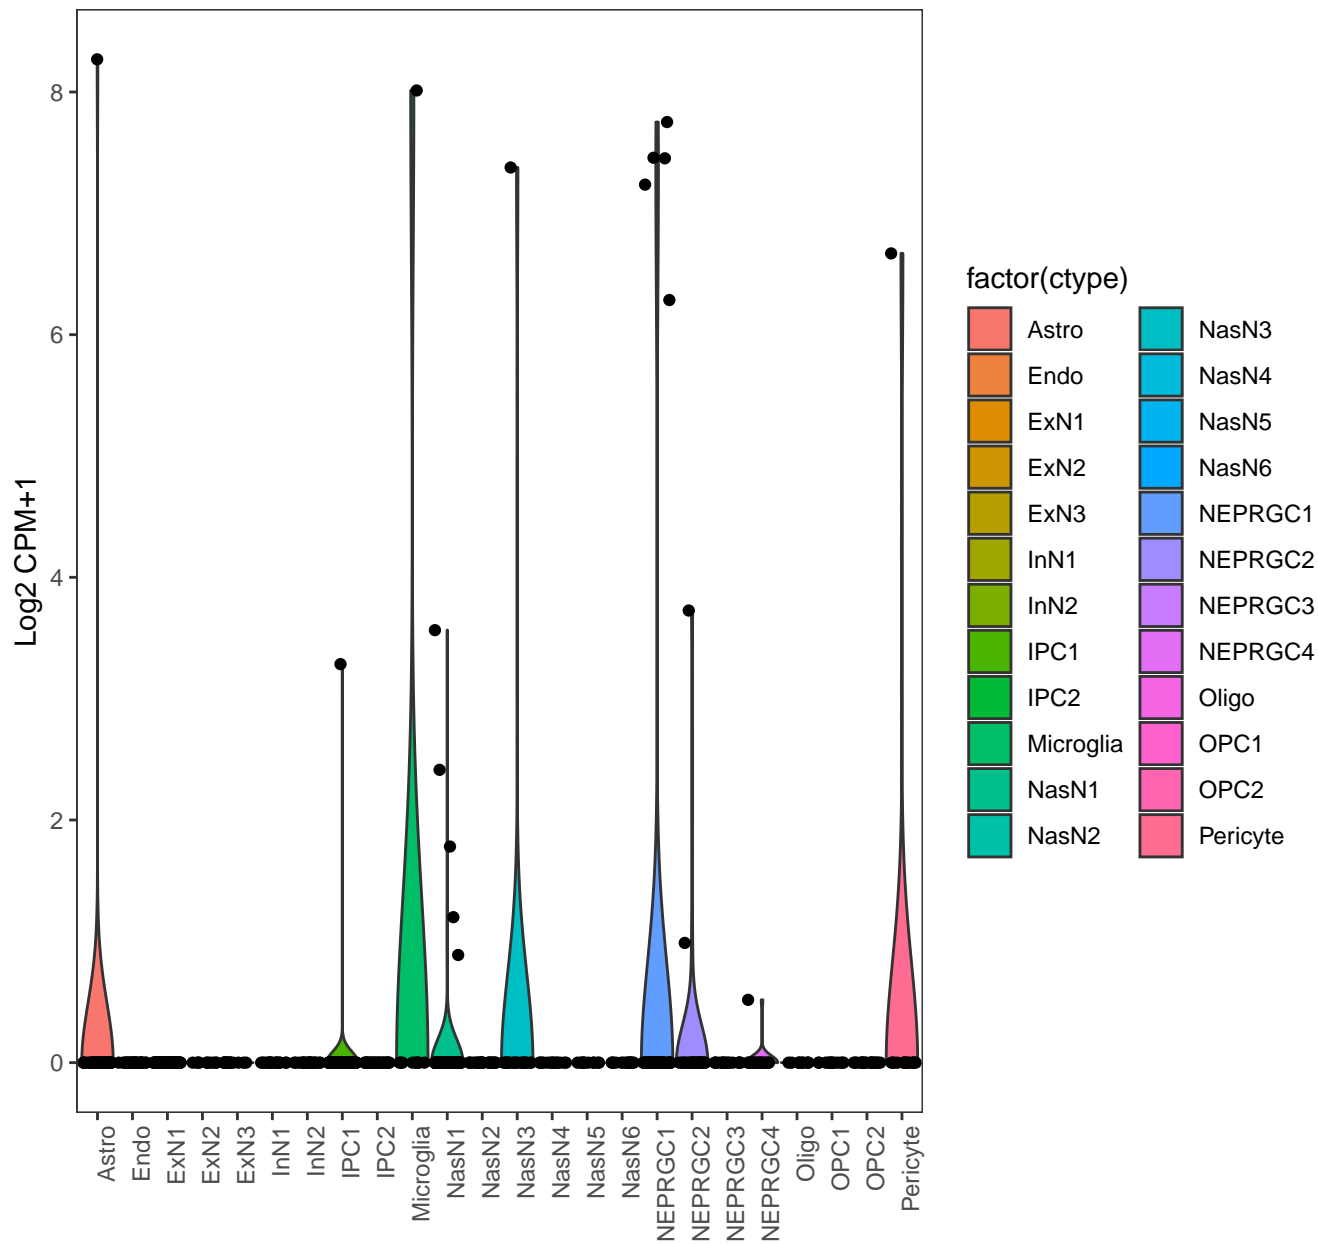 8
6
4
2
0
Log2 CPM+1
Astro
Endo
ExN1
ExN2
ExN3
InN1
InN2
IPC1
IPC2
Microglia
NasN1
NasN2
NasN3
NasN4
NasN5
NasN6
NEPRGC1
NEPRGC2
NEPRGC3
NEPRGC4
Oligo
OPC1
OPC2
Pericyte
factor(ctype)
Astro
Endo
ExN1
ExN2
ExN3
InN1
InN2
IPC1
IPC2
Microglia
NasN1
NasN2
NasN3
NasN4
NasN5
NasN6
NEPRGC1
NEPRGC2
NEPRGC3
NEPRGC4
Oligo
OPC1
OPC2
Pericyte